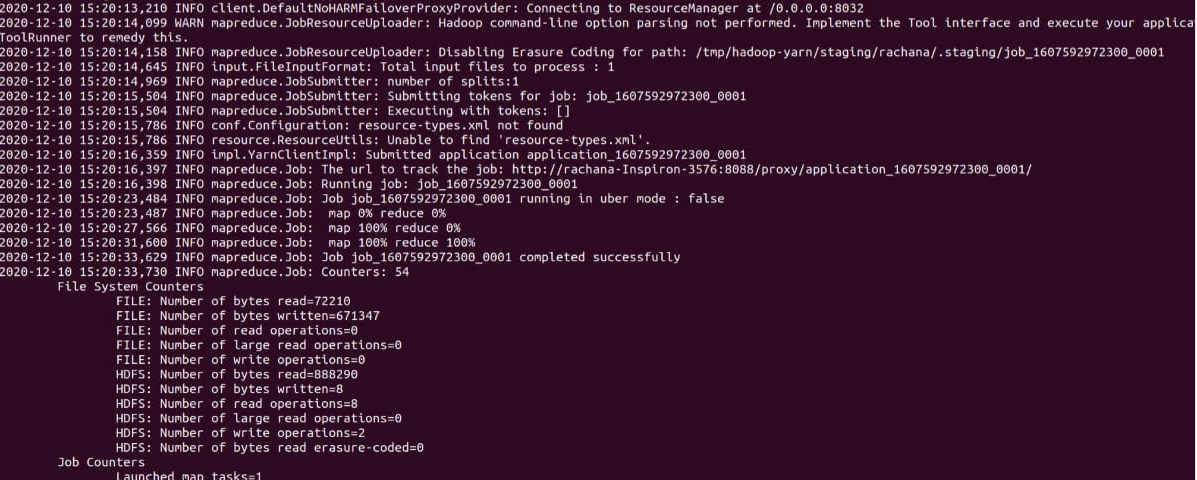 2020-12-10 15:20:13,210 INFO client.DefaultNoHARMFailoverProxyProvider: Connecting to ResourceManager at /0.0.0.0:8032
2020-12-10 15:20:14,099 WARN mapreduce.JobResourceUploader: Hadoop command-line option parsing not performed. Implement the Tool interface and execute your applica
ToolRunner to remedy this.
2020-12-10 15:20:14,158 INFO mapreduce.JobResourceUploader: Disabling Erasure Coding for path: /tmp/hadoop-yarn/staging/rachana/.staging/job_1607592972300_0001
2020-12-10 15:20:14,645 INFO input.FileInputFormat: Total input files to process : 1
2020-12-10 15:20:14,969 INFO mapreduce.JobSubmitter: number of splits:1
2020-12-10 15:20:15,504 INFO mapreduce.JobSubmitter: Submitting tokens for job: job_1607592972300_0001
2020-12-10 15:20:15,504 INFO mapreduce.JobSubmitter: Executing with tokens: []
2020-12-10 15:20:15,786 INFO conf.Configuration: resource-types.xml not found
2020-12-10 15:20:15,786 INFO resource.ResourceUtils: Unable to find 'resource-types.xml'.
2020-12-10 15:20:16,359 INFO impl.YarnClientImpl: Submitted application application_1607592972300_0001
2020-12-10 15:20:16,397 INFO mapreduce.Job: The url to track the job: http://rachana-Inspiron-3576:8088/proxy/application_1607592972300_0001/
2020-12-10 15:20:16,398 INFO mapreduce.Job: Running job: job_1607592972300_0001
2020-12-10 15:20:23,484 INFO mapreduce.Job: Job job_1607592972300_0001 running in uber mode : false
2020-12-10 15:20:23,487 INFO mapreduce.Job:  map 0% reduce 0%
2020-12-10 15:20:27,566 INFO mapreduce.Job:  map 100% reduce 0%
2020-12-10 15:20:31,600 INFO mapreduce.Job:  map 100% reduce 100%
2020-12-10 15:20:33,629 INFO mapreduce.Job: Job job_1607592972300_0001 completed successfully
2020-12-10 15:20:33,730 INFO mapreduce.Job: Counters: 54
File System Counters
FILE: Number of bytes read=72210
FILE: Number of bytes written=671347
FILE: Number of read operations=0
FILE: Number of large read operations=0
FILE: Number of write operations=0
HDFS: Number of bytes read=888290
HDFS: Number of bytes written=8
HDFS: Number of read operations=8
HDFS: Number of large read operations=0
HDFS: Number of write operations=2
HDFS: Number of bytes read erasure-coded=0
Job Counters
Launched map tasks=1